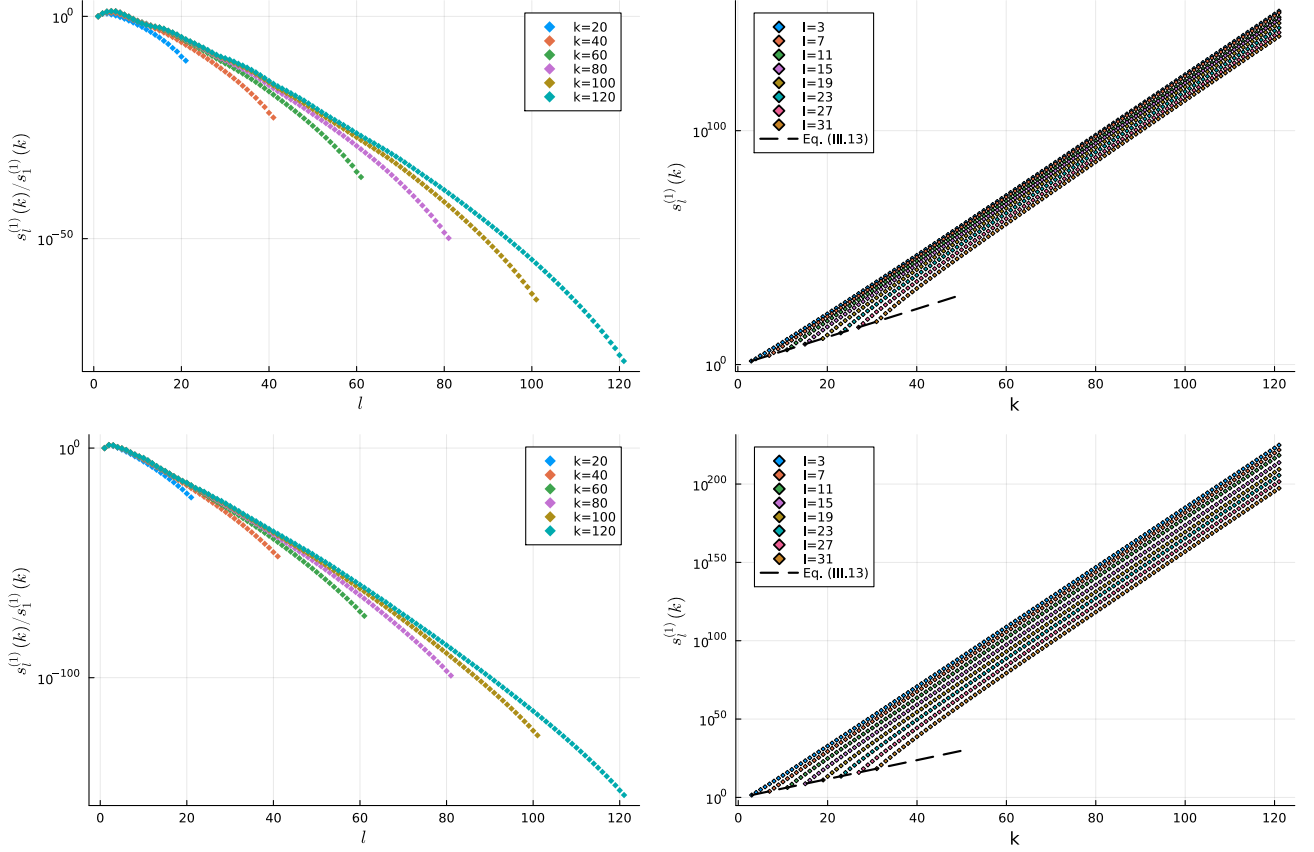 10^0
10^{-50}
s_l^{(1)}(k)/s_1^{(1)}(k)
k=20
k=40
k=60
k=80
k=100
k=120
0 20 40 60 80 100 120
l
10^{100}
10^0
s_l^{(1)}(k)
l=3
l=7
l=11
l=15
l=19
l=23
l=27
l=31
Eq. (III.13)
0 20 40 60 80 100 120
k
10^0
10^{-100}
s_l^{(1)}(k)/s_1^{(1)}(k)
k=20
k=40
k=60
k=80
k=100
k=120
0 20 40 60 80 100 120
l
10^{200}
10^{150}
10^{100}
10^{50}
10^0
s_l^{(1)}(k)
l=3
l=7
l=11
l=15
l=19
l=23
l=27
l=31
Eq. (III.13)
0 20 40 60 80 100 120
k